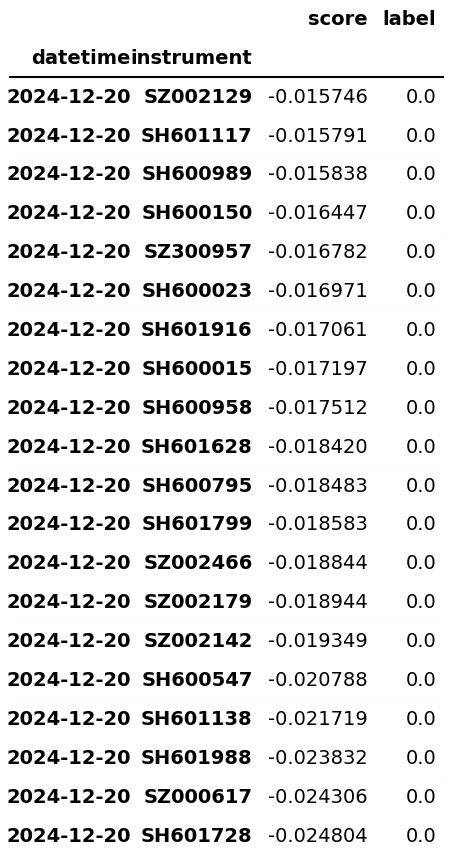 score label
datetime instrument
2024-12-20 SZ002129 -0.015746 0.0
2024-12-20 SH601117 -0.015791 0.0
2024-12-20 SH600989 -0.015838 0.0
2024-12-20 SH600150 -0.016447 0.0
2024-12-20 SZ300957 -0.016782 0.0
2024-12-20 SH600023 -0.016971 0.0
2024-12-20 SH601916 -0.017061 0.0
2024-12-20 SH600015 -0.017197 0.0
2024-12-20 SH600958 -0.017512 0.0
2024-12-20 SH601628 -0.018420 0.0
2024-12-20 SH600795 -0.018483 0.0
2024-12-20 SH601799 -0.018583 0.0
2024-12-20 SZ002466 -0.018844 0.0
2024-12-20 SZ002179 -0.018944 0.0
2024-12-20 SZ002142 -0.019349 0.0
2024-12-20 SH600547 -0.020788 0.0
2024-12-20 SH601138 -0.021719 0.0
2024-12-20 SH601988 -0.023832 0.0
2024-12-20 SZ000617 -0.024306 0.0
2024-12-20 SH601728 -0.024804 0.0